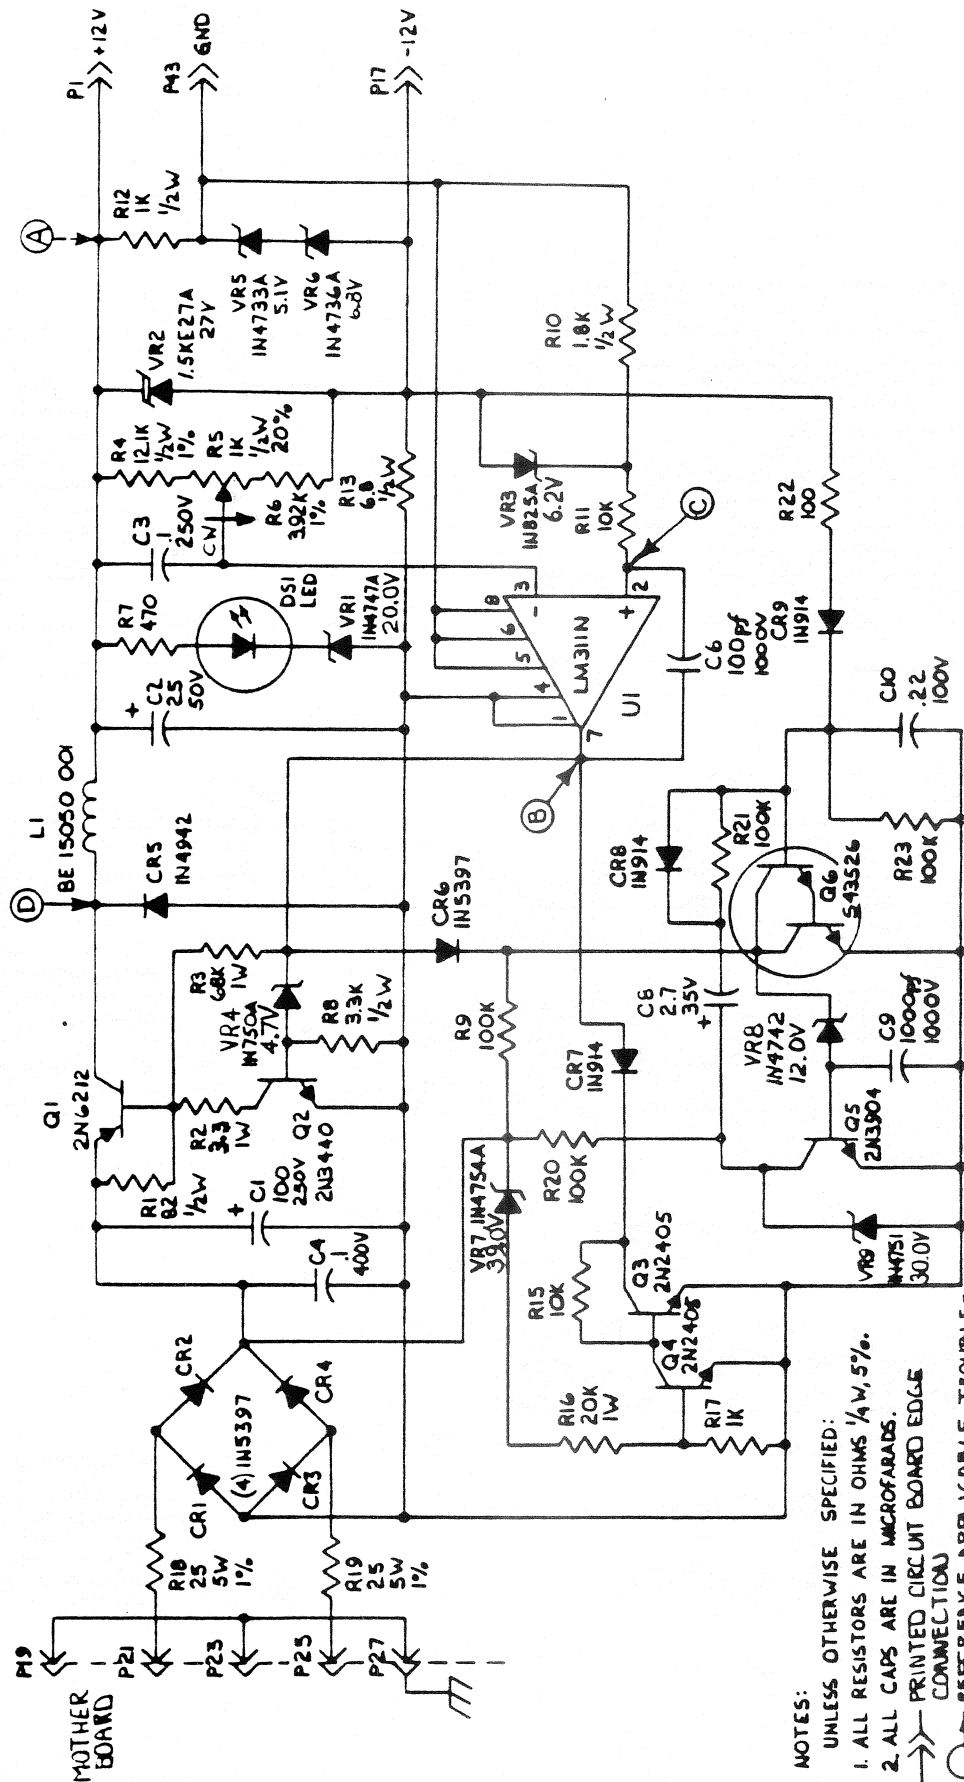 MOTHER
BOARD
P19
P21
P23
P25
P27
R18
25
5W
1%
R19
25
5W
1%
CR1
CR2
(4) IN5397
CR3
CR4
C4
.1
400V
+
C1
100
250V
R1
82
1/2W
Q1
2N6212
R2
3.3
1W
Q2
2N3440
R3
68K
1W
VR4
IN750A
4.7V
R8
3.3K
1/2W
D
L1
BE 15050 001
CR5
IN4942
CR6
IN5397
+
C2
25
50V
R7
470
DS1
LED
VR1
IN4747A
20.0V
C3
.1
250V
CW
R4
12.1K
1/2W
1%
R5
1K
1/2W
20%
R6
3.92K
1%
R13
6.8
1/2W
VR2
1.5KE27A
27V
A
R12
1K
1/2W
VR5
IN4733A
5.1V
VR6
IN4736A
6.8V
P1
+12V
P43
GND
P17
-12V
R10
1.8K
1/2W
VR3
IN825A
6.2V
R11
10K
C
LM311N
U1
-
+
1
2
3
4
5
6
7
8
B
C6
100pf
1000V
R9
100K
VR7 IN4754A
39.0V
R20
100K
CR7
IN914
R15
10K
Q3
2N2405
Q4
2N2405
R16
20K
1W
R17
1K
C8
2.7
35V
+
CR8
IN914
R21
100K
VR8
IN4742
12.0V
Q6
S43526
C9
1000pf
1000V
Q5
2N3904
VR9
IN4751
30.0V
R22
100
CR9
IN914
C10
.22
100V
R23
100K
NOTES:
UNLESS OTHERWISE SPECIFIED:
1. ALL RESISTORS ARE IN OHMS 1/4W, 5%.
2. ALL CAPS ARE IN MICROFARADS.
PRINTED CIRCUIT BOARD EDGE
CONNECTION